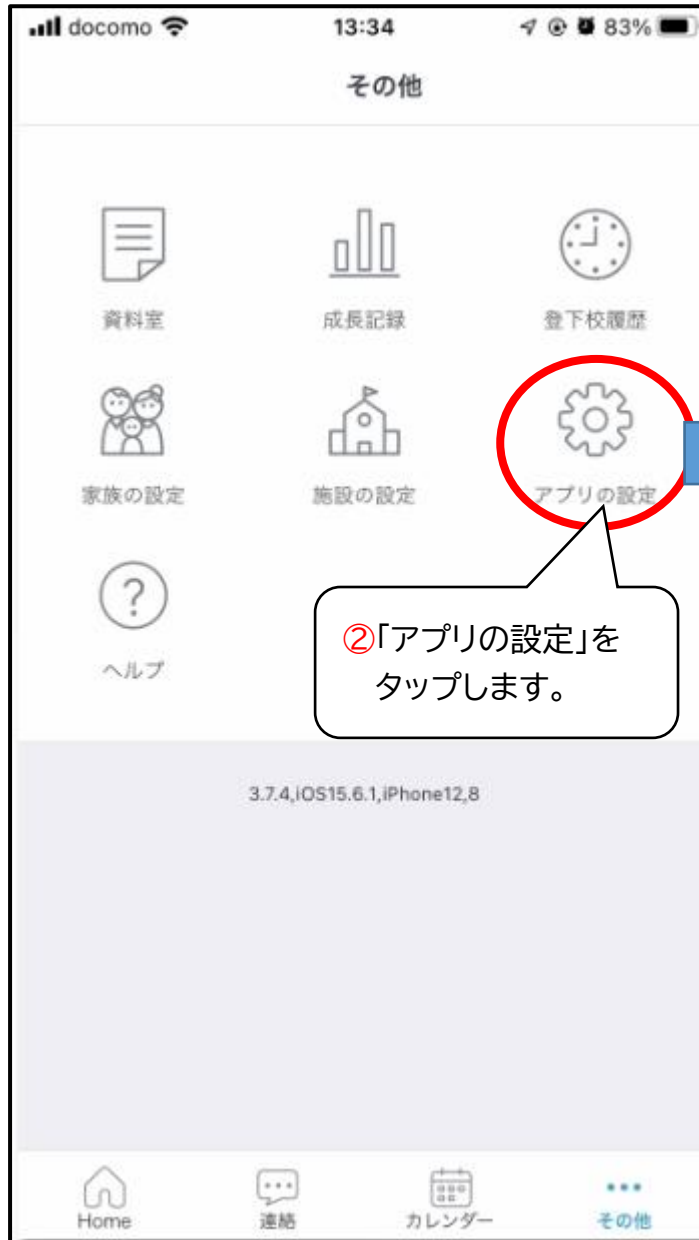 docomo 13:34 83%
その他
資料室 成長記録 登下校履歴
家族の設定 施設の設定 アプリの設定
?
ヘルプ
②「アプリの設定」を
タップします。
3.7.4,iOS15.6.1,iPhone12,8
Home 連絡 カレンダー その他